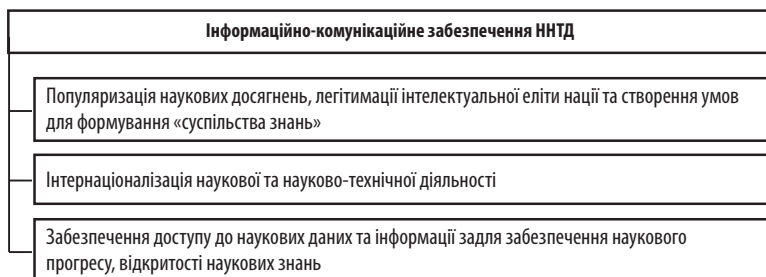 Інформаційно-комунікаційне забезпечення ННТД
Популяризація наукових досягнень, легітимації інтелектуальної еліти нації та створення умов
для формування «суспільства знань»
Інтернаціоналізація наукової та науково-технічної діяльності
Забезпечення доступу до наукових даних та інформації задля забезпечення наукового
прогресу, відкритості наукових знань